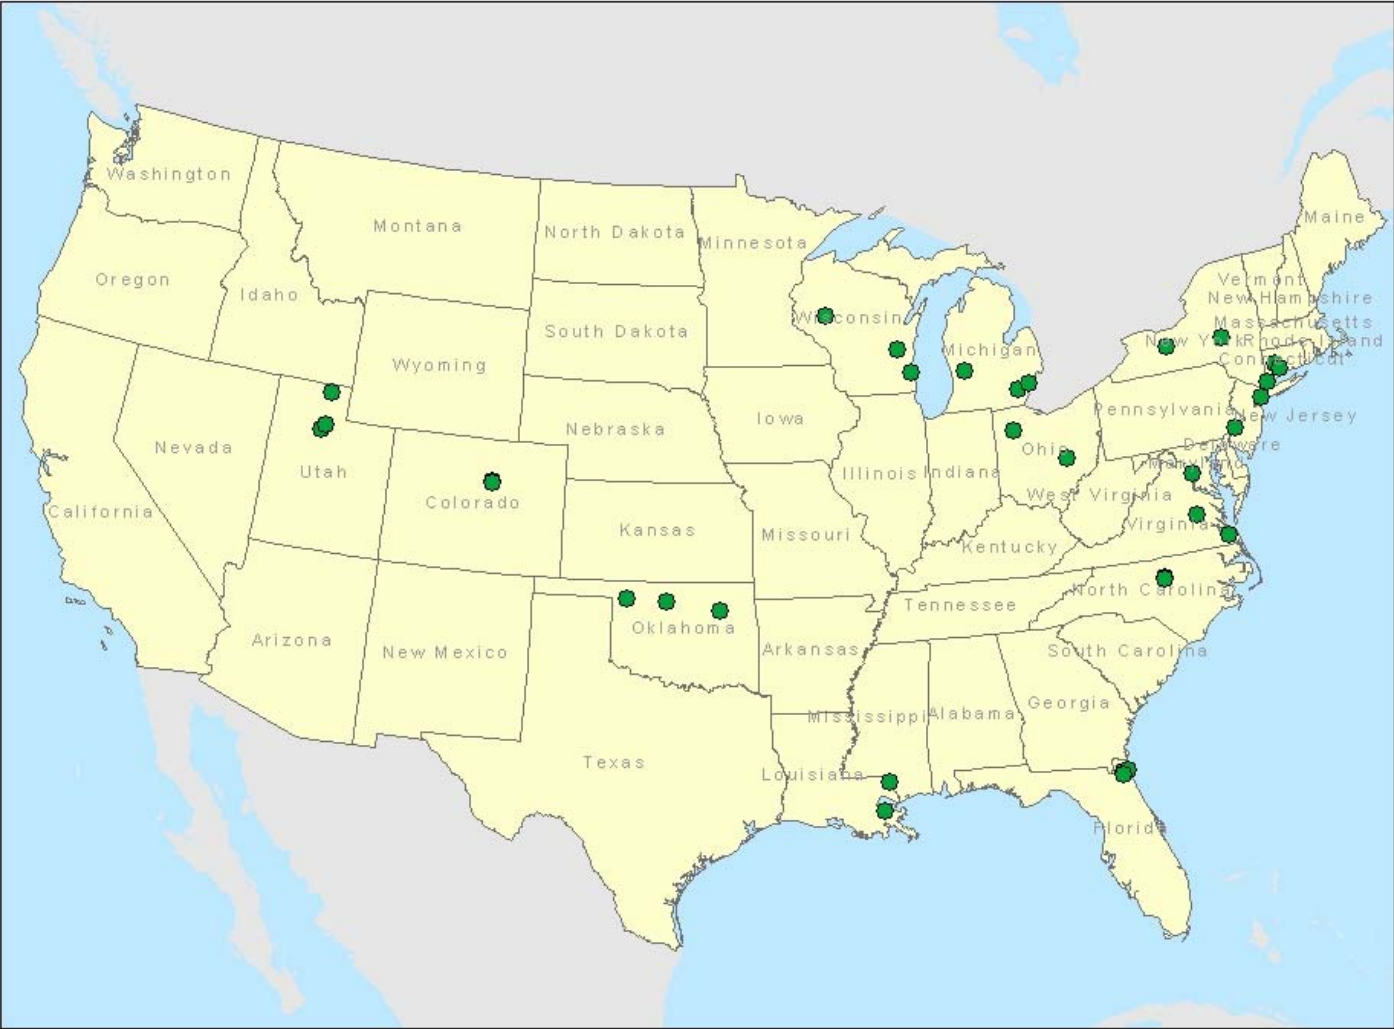 Washington
Montana
North Dakota
Minnesota
Maine
Oregon
Idaho
South Dakota
Wisconsin
Michigan
Vermont
New Hampshire
Massachusetts
New York
Rhode Island
Connecticut
Wyoming
Nebraska
Iowa
Pennsylvania
New Jersey
Nevada
Utah
Colorado
Illinois
Indiana
Ohio
Delaware
Maryland
West Virginia
Virginia
California
Kansas
Missouri
Kentucky
Arizona
New Mexico
Oklahoma
Arkansas
Tennessee
North Carolina
South Carolina
Texas
Louisiana
Mississippi
Alabama
Georgia
Florida